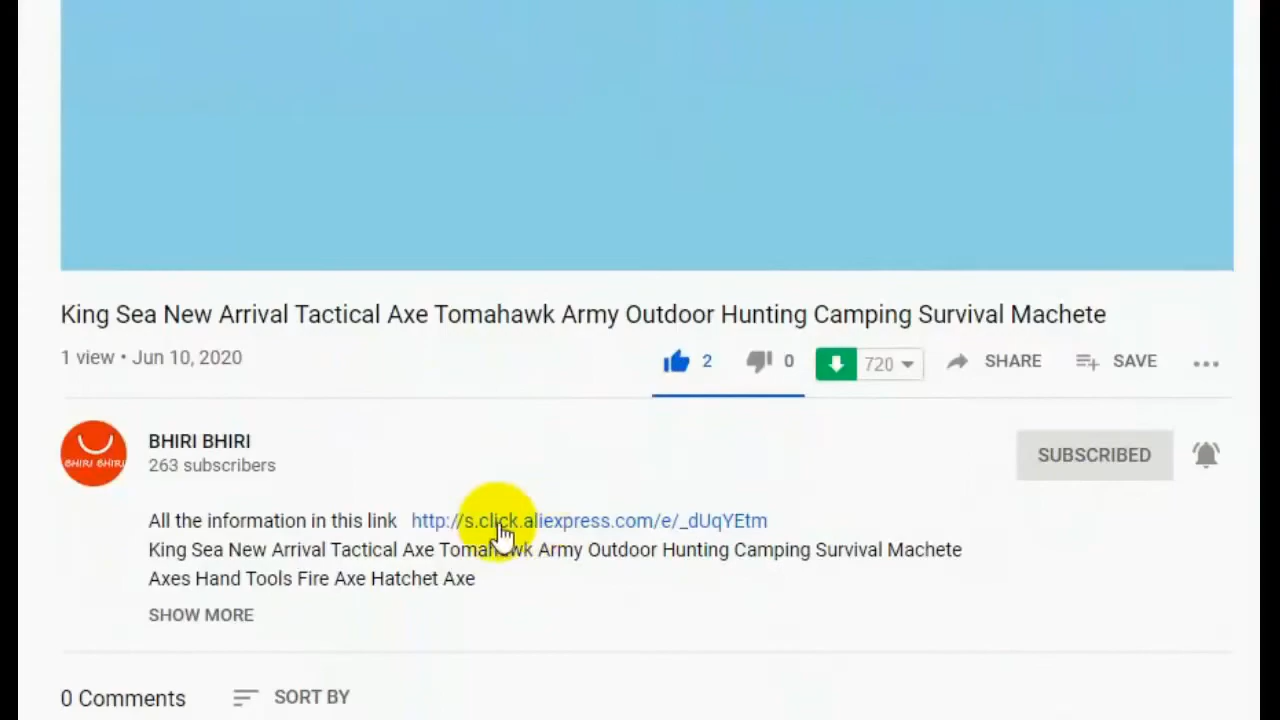 King Sea New Arrival Tactical Axe Tomahawk Army Outdoor Hunting Camping Survival Machete
1 view • Jun 10, 2020
2 0 720 SHARE SAVE
BHIRI BHIRI
BHIRI BHIRI
263 subscribers
SUBSCRIBED
All the information in this link http://s.click.aliexpress.com/e/_dUqYEtm
King Sea New Arrival Tactical Axe Tomahawk Army Outdoor Hunting Camping Survival Machete
Axes Hand Tools Fire Axe Hatchet Axe
SHOW MORE
0 Comments SORT BY